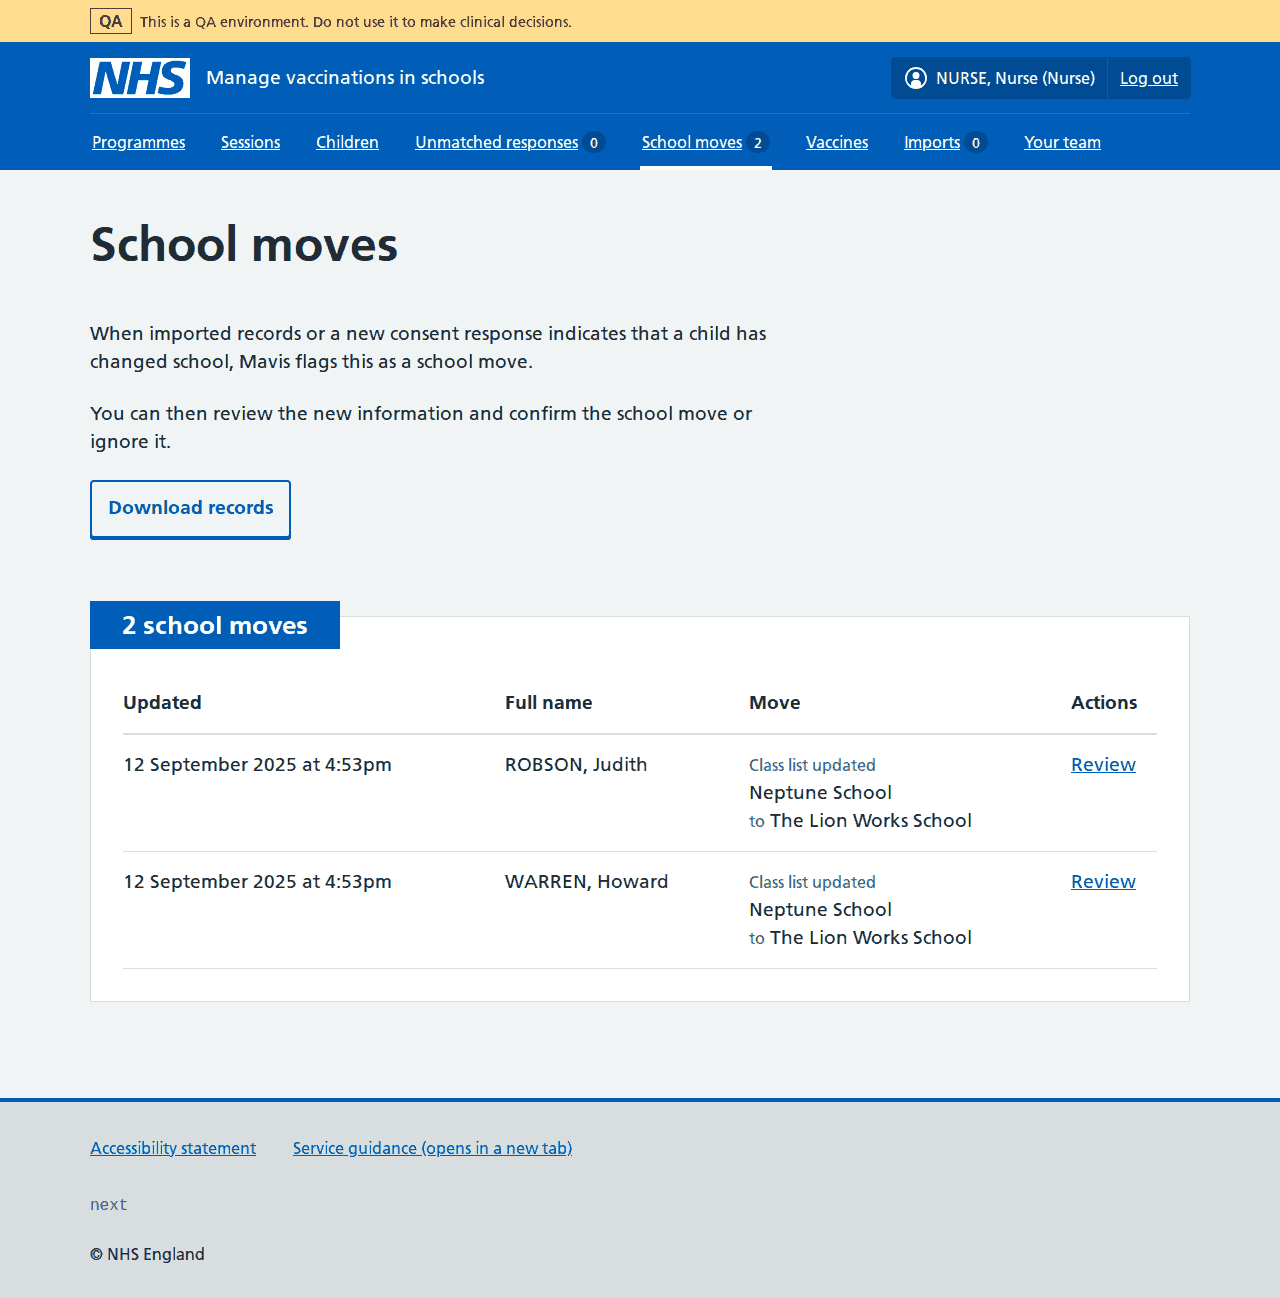 QA This is a QA environment. Do not use it to make clinical decisions.
NHS Manage vaccinations in schools NURSE, Nurse (Nurse) Log out
Programmes Sessions Children Unmatched responses 0 School moves 2 Vaccines Imports 0 Your team
School moves
When imported records or a new consent response indicates that a child has
changed school, Mavis flags this as a school move.
You can then review the new information and confirm the school move or
ignore it.
Download records
2 school moves
Updated Full name Move Actions
12 September 2025 at 4:53pm ROBSON, Judith Class list updated Review
Neptune School
to The Lion Works School
12 September 2025 at 4:53pm WARREN, Howard Class list updated Review
Neptune School
to The Lion Works School
Accessibility statement Service guidance (opens in a new tab)
next
© NHS England